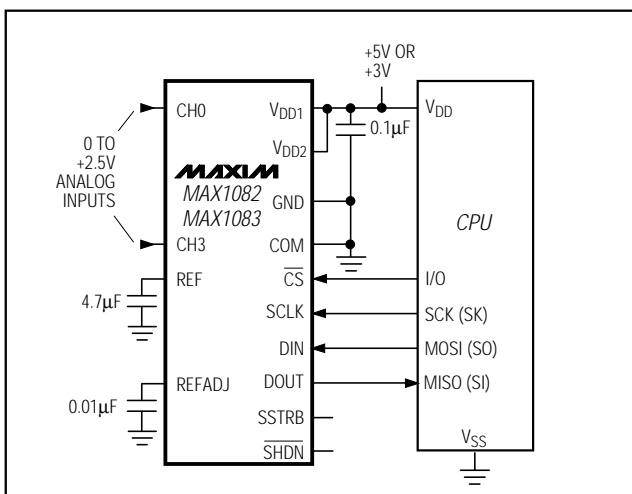 +5V OR
+3V
CH0
VDD1
VDD
0.1µF
0 TO
+2.5V
ANALOG
INPUTS
VDD2
MAXIM
MAX1082
MAX1083
GND
CPU
CH3
COM
REF
CS
I/O
4.7µF
SCLK
SCK (SK)
DIN
MOSI (SO)
REFADJ
DOUT
MISO (SI)
0.01µF
SSTRB
VSS
SHDN